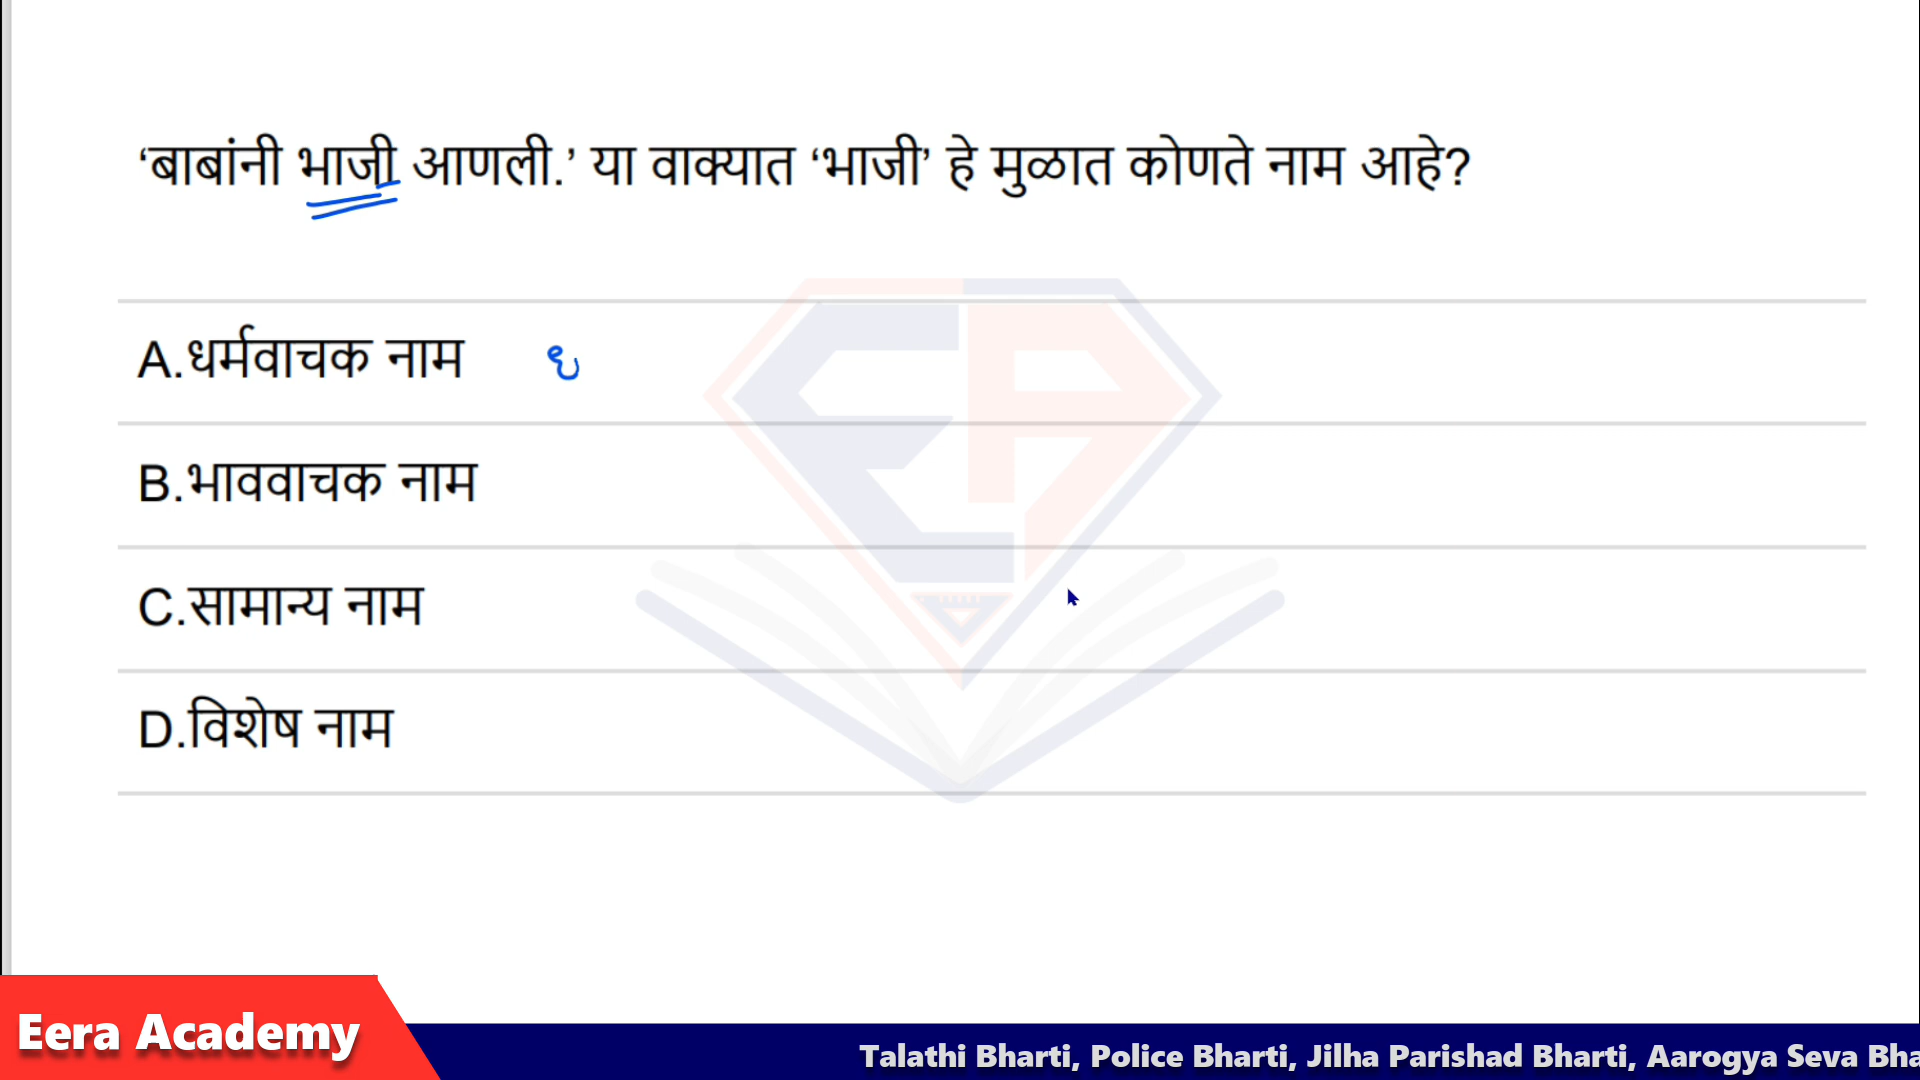 ‘बाबांनी भाजी आणली.’ या वाक्यात ‘भाजी’ हे मुळात कोणते नाम आहे?
A.धर्मवाचक नाम
B.भाववाचक नाम
C.सामान्य नाम
D.विशेष नाम
Eera Academy
Talathi Bharti, Police Bharti, Jilha Parishad Bharti, Aarogya Seva Bha